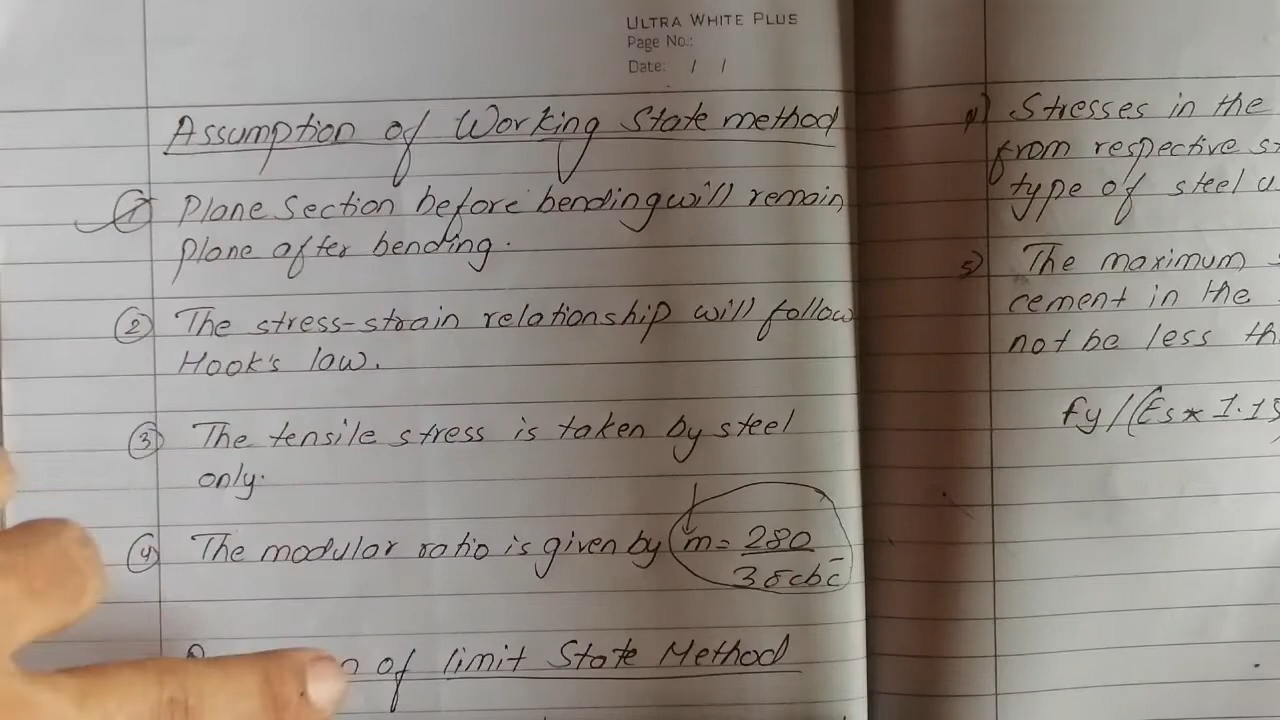 ULTRA WHITE PLUS
Page No.:
Date: / /
Assumption of Working State method
① Plane Section before bending will remain
plane after bending.
② The stress-strain relationship will follow
Hook's law.
③ The tensile stress is taken by steel
only.
④ The modular ratio is given by m = 280
3σcbc
of limit State Method
4) Stresses in the
from respective
type of steel
5) The maximum
cement in the
not be less
fy/(Es * 1.15